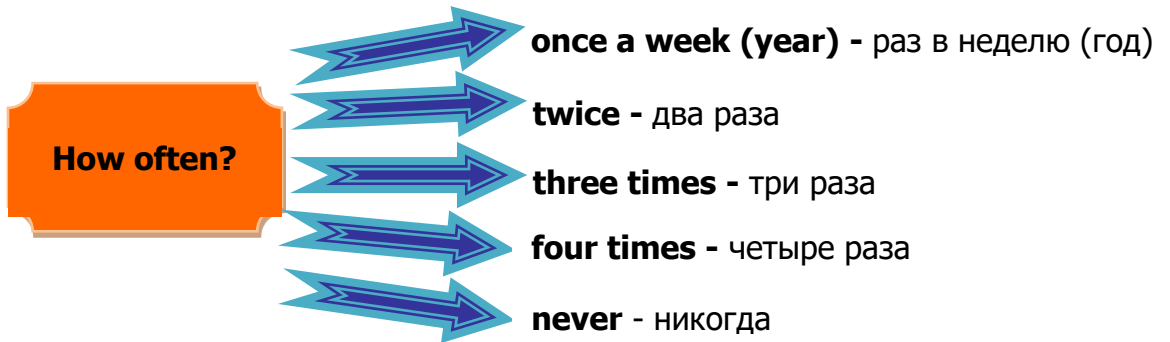 How often?
once a week (year) - раз в неделю (год)
twice - два раза
three times - три раза
four times - четыре раза
never - никогда